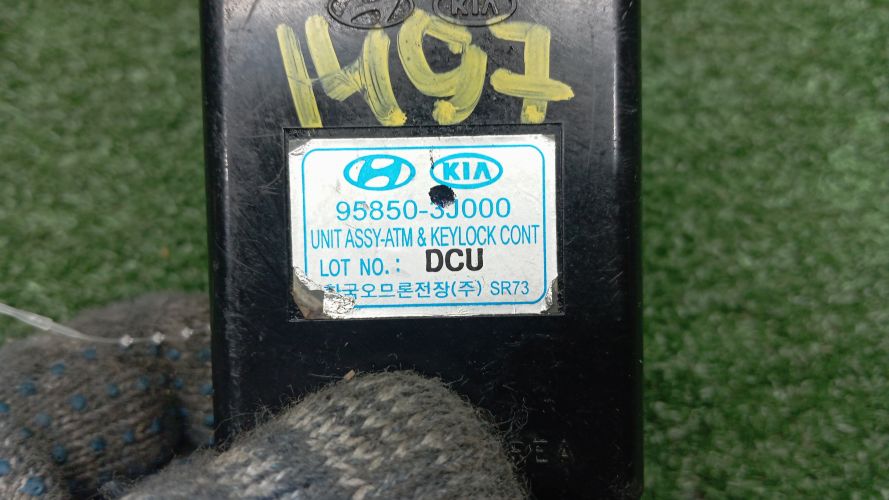 KIA
1497
KIA
95850-3J000
UNIT ASSY-ATM & KEYLOCK CONT
LOT NO.: DCU
한국오므론전장(주) SR73